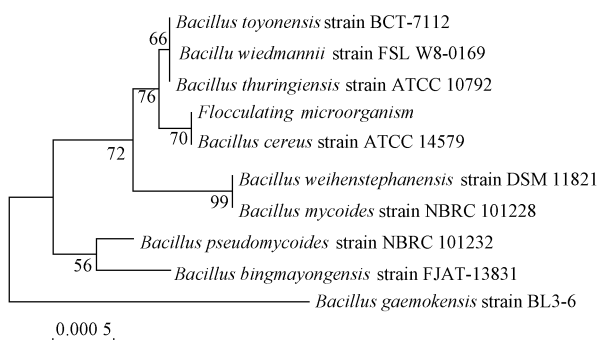 Bacillus toyonensis strain BCT-7112
66
Bacillu wiedmannii strain FSL W8-0169
Bacillus thuringiensis strain ATCC 10792
76
Flocculating microorganism
70
Bacillus cereus strain ATCC 14579
72
Bacillus weihenstephanensis strain DSM 11821
99
Bacillus mycoides strain NBRC 101228
Bacillus pseudomycoides strain NBRC 101232
56
Bacillus bingmayongensis strain FJAT-13831
Bacillus gaemokensis strain BL3-6
0.000 5